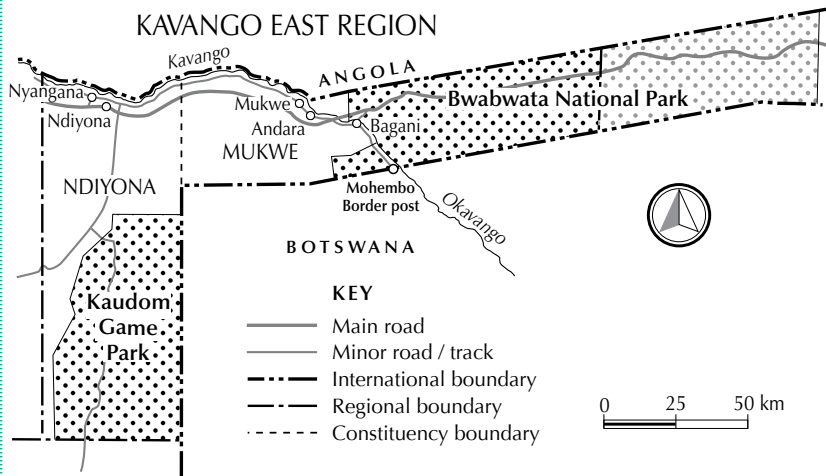 KAVANGO EAST REGION
Kavango
ANGOLA
Nyangana
Ndiyona
Mukwe
Andara
Bagani
Bwabwata National Park
MUKWE
NDIYONA
Mohembo
Border post
Okavango
BOTSWANA
Kaudom
Game
Park
KEY
Main road
Minor road / track
International boundary
Regional boundary
Constituency boundary
0 25 50 km